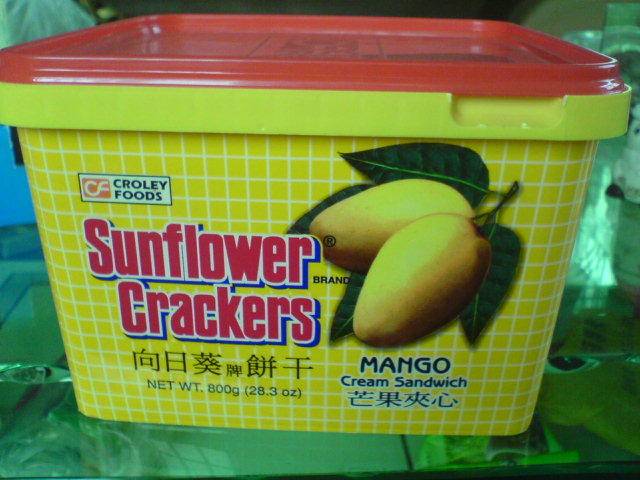 CF CROLEY
FOODS
Sunflower®
Crackers BRAND
向日葵牌餅干
NET WT. 800g (28.3 oz)
MANGO
Cream Sandwich
芒果夾心